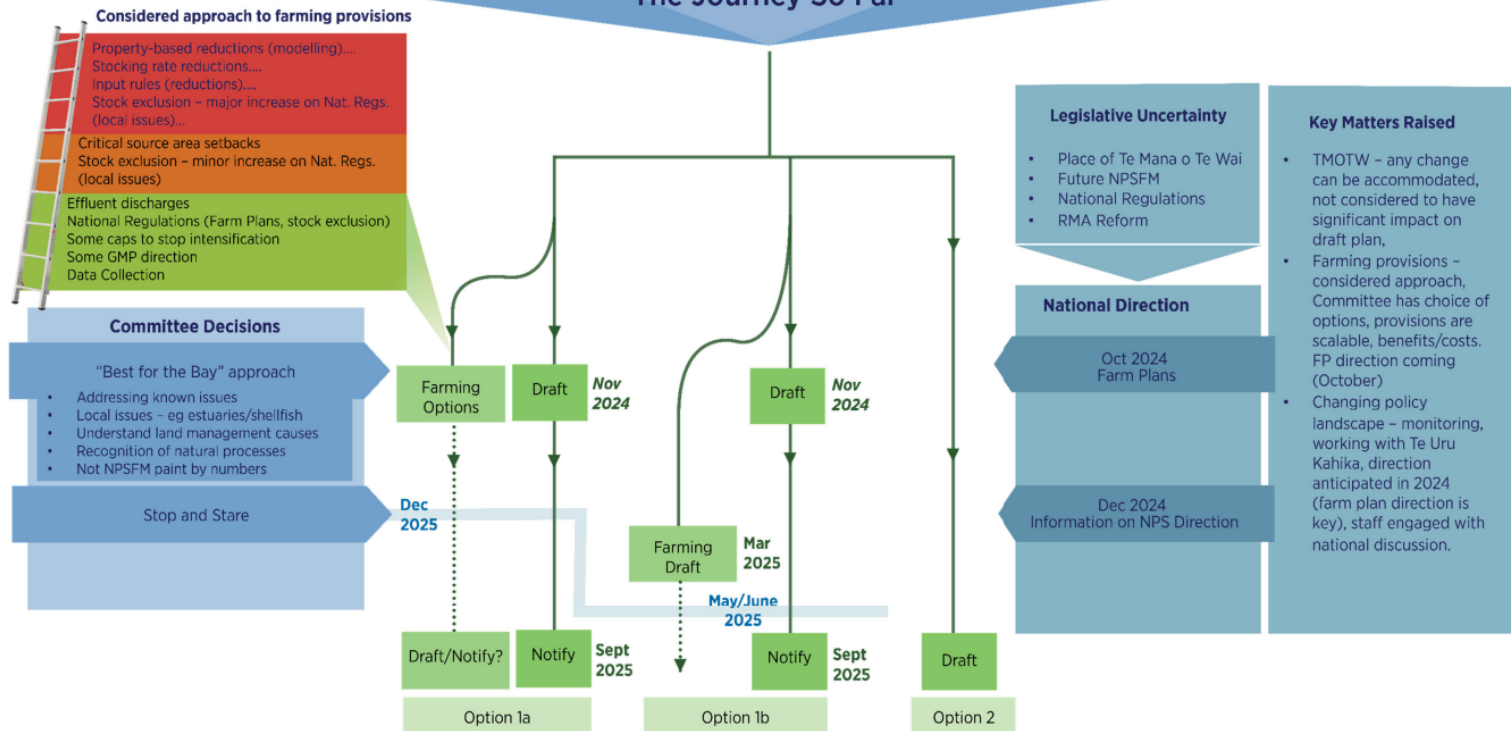 The Journey So Far
Considered approach to farming provisions
Property-based reductions (modelling)....
Stocking rate reductions....
Input rules (reductions)....
Stock exclusion – major increase on Nat. Regs.
(local issues)...
Critical source area setbacks
Stock exclusion – minor increase on Nat. Regs.
(local issues)
Effluent discharges
National Regulations (Farm Plans, stock exclusion)
Some caps to stop intensification
Some GMP direction
Data Collection
Committee Decisions
“Best for the Bay” approach
• Addressing known issues
• Local issues – eg estuaries/shellfish
• Understand land management causes
• Recognition of natural processes
• Not NPSFM paint by numbers
Stop and Stare
Dec
2025
Farming
Options
Draft
Nov
2024
Draft/Notify?
Notify
Sept
2025
Option 1a
Farming
Draft
Mar
2025
May/June
2025
Draft
Nov
2024
Notify
Sept
2025
Option 1b
Draft
Option 2
Legislative Uncertainty
• Place of Te Mana o Te Wai
• Future NPSFM
• National Regulations
• RMA Reform
National Direction
Oct 2024
Farm Plans
Dec 2024
Information on NPS Direction
Key Matters Raised
• TMOTW – any change
can be accommodated,
not considered to have
significant impact on
draft plan,
• Farming provisions –
considered approach,
Committee has choice of
options, provisions are
scalable, benefits/costs.
FP direction coming
(October)
• Changing policy
landscape – monitoring,
working with Te Uru
Kahika, direction
anticipated in 2024
(farm plan direction is
key), staff engaged with
national discussion.